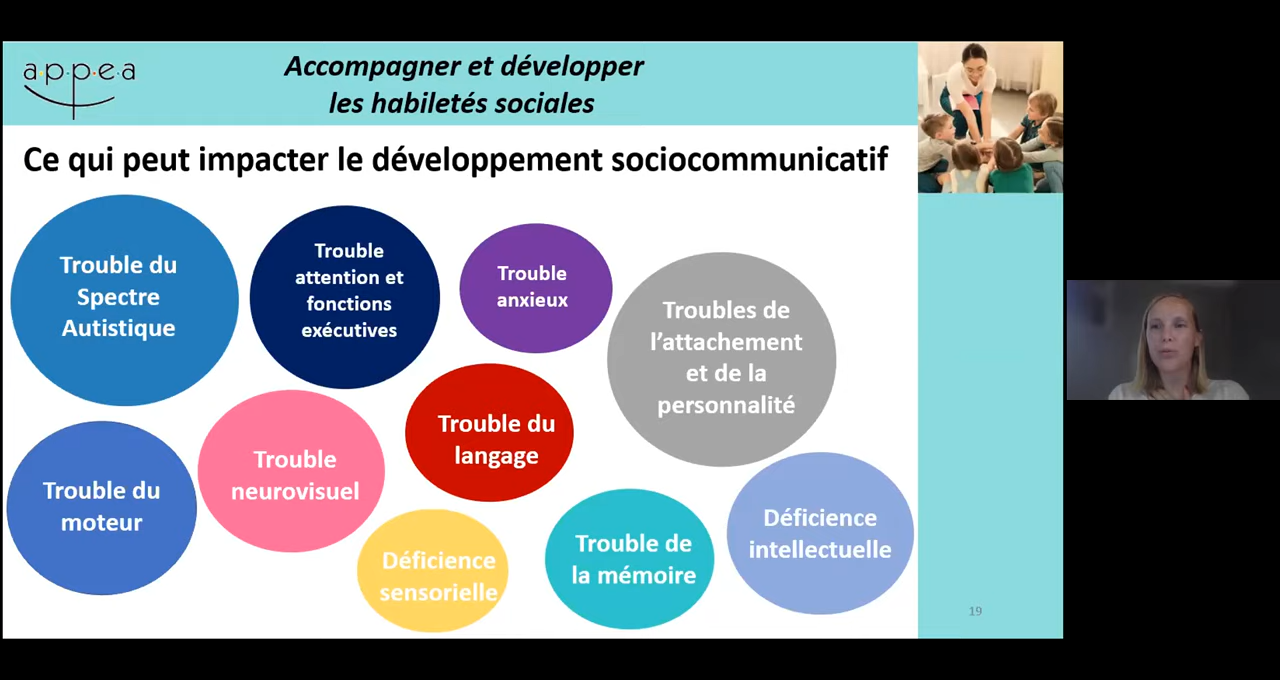 a·p·p·e·a
Accompagner et développer
les habiletés sociales
Ce qui peut impacter le développement sociocommunicatif
Trouble du
Spectre
Autistique
Trouble
attention et
fonctions
exécutives
Trouble
anxieux
Troubles de
l’attachement
et de la
personnalité
Trouble du
moteur
Trouble
neurovisuel
Trouble du
langage
Déficience
sensorielle
Trouble de
la mémoire
Déficience
intellectuelle
19